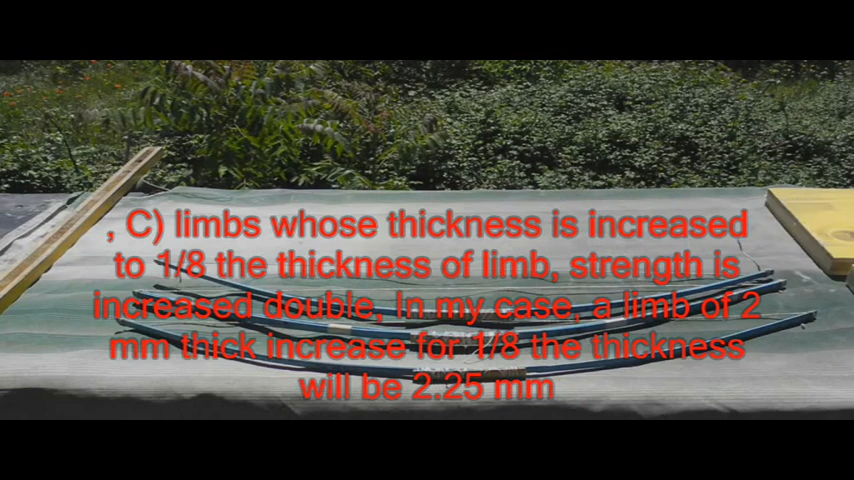 , C) limbs whose thickness is increased
to 1/8 the thickness of limb, strength is
increased double, In my case, a limb of 2
mm thick increase for 1/8 the thickness
will be 2.25 mm